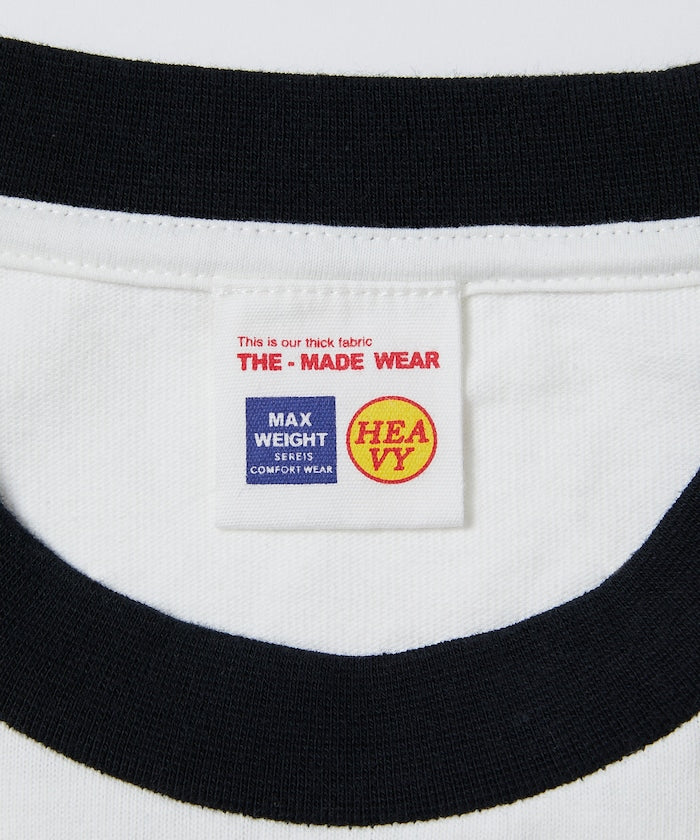 This is our thick fabric
THE - MADE WEAR
MAX
WEIGHT
SEREIS
COMFORT WEAR
HEA
VY